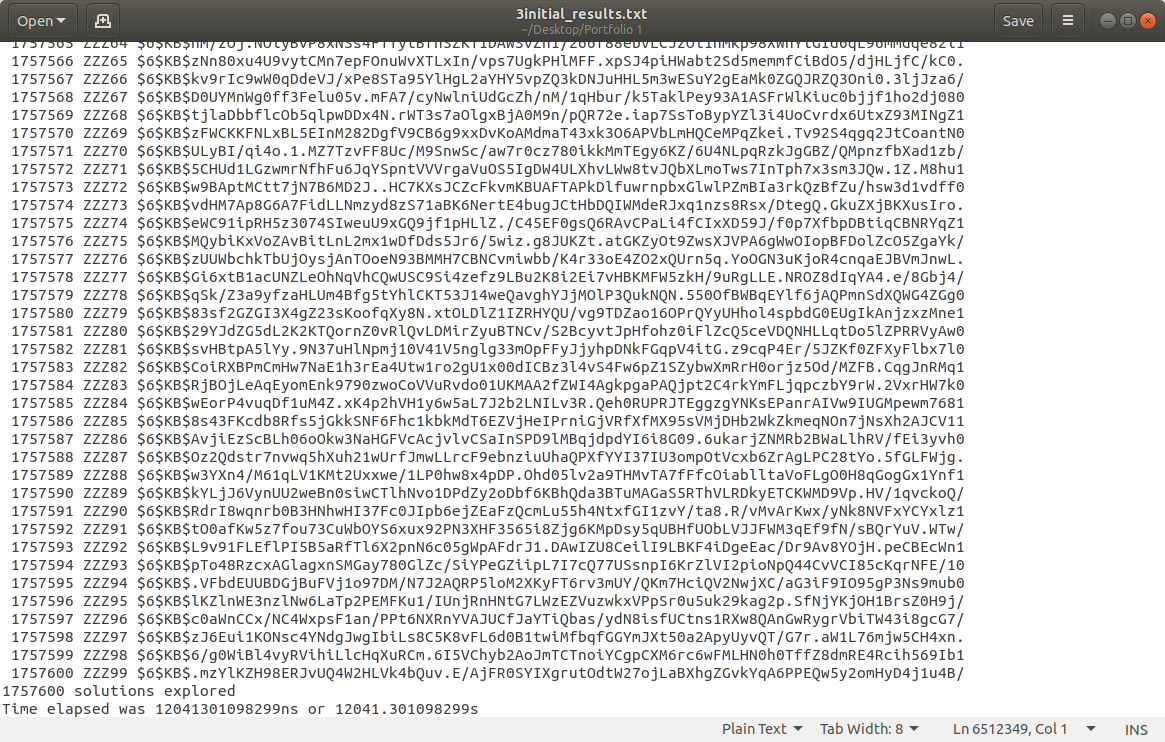 Open
3initial_results.txt
~/Desktop/Portfolio 1
Save
1757565 ZZZ64
1757566 ZZZ65 $6$KB$zNn80xu4U9vytCMn7epFOnuWvXTLxIn/vps7UgkPHlMFF.xpSJ4piHWabt2Sd5memmfCiBdO5/djHLjfC/kC0.
1757567 ZZZ66 $6$KB$kv9rIc9wW0qDdeVJ/xPe8STa95YlHgL2aYHY5vpZQ3kDNJuHHL5m3wESuY2gEaMk0ZGQJRZQ3Oni0.3ljJza6/
1757568 ZZZ67 $6$KB$D0UYMnWg0ff3Felu05v.mFA7/cyNwlniUdGcZh/nM/1qHbur/k5TaklPey93A1ASFrWlKiuc0bjjf1ho2dj080
1757569 ZZZ68 $6$KB$tjlaDbbflcOb5qlpwDDx4N.rWT3s7aOlgxBjA0M9n/pQR72e.iap7SsToBypYZl3i4UoCvrdx6UtxZ93MINgZ1
1757570 ZZZ69 $6$KB$zFWCKKFNLxBL5EInM282DgfV9CB6g9xxDvKoAMdmaT43xk3O6APVbLmHQCeMPqZkei.Tv92S4qgq2JtCoantN0
1757571 ZZZ70 $6$KB$ULyBI/qi4o.1.MZ7TzvFF8Uc/M9SnwSc/aw7r0cz780ikkMmTEgy6KZ/6U4NLpqRzkJgGBZ/QMpnzfbXad1zb/
1757572 ZZZ71 $6$KB$5CHUd1LGzwmrNfhFu6JqYSpntVVVrgaVuOS5IgDW4ULXhvLWw8tvJQbXLmoTws7InTph7x3sm3JQw.1Z.M8hu1
1757573 ZZZ72 $6$KB$w9BAptMCtt7jN7B6MD2J..HC7KXsJCZcFkvmKBUAFTAPkDlfuwrnpbxGlwlPZmBIa3rkQzBfZu/hsw3d1vdff0
1757574 ZZZ73 $6$KB$vdHM7Ap8G6A7FidLLNmzyd8zS71aBK6NertE4bugJCtHbDQIWMdeRJxq1nzs8Rsx/DtegQ.GkuZXjBKXusIro.
1757575 ZZZ74 $6$KB$eWC91ipRH5z3074SIweuU9xGQ9jf1pHLlZ./C45EF0gsQ6RAvCPaLi4fCIxXD59J/f0p7XfbpDBtiqCBNRYqZ1
1757576 ZZZ75 $6$KB$MQybiKxVoZAvBitLnL2mx1wDfDds5Jr6/5wiz.g8JUKZt.atGKZyOt9ZwsXJVPA6gWwOIopBFDolZcO5ZgaYk/
1757577 ZZZ76 $6$KB$zUUWbchkTbUjOysjAnTOoeN93BMMH7CBNCvmiwbb/K4r33oE4ZO2xQUrn5q.YoOGN3uKjoR4cnqaEJBVmJnwL.
1757578 ZZZ77 $6$KB$Gi6xtB1acUNZLeOhNqVhCQwUSC9Si4zefz9LBu2K8i2Ei7vHBKMFW5zkH/9uRgLLE.NROZ8dIqYA4.e/8Gbj4/
1757579 ZZZ78 $6$KB$qSk/Z3a9yfzaHLUm4Bfg5tYhlCKT53J14weQavghYJjMOlP3QukNQN.550OfBWBqEYlf6jAQPmnSdXQWG4ZGg0
1757580 ZZZ79 $6$KB$83sf2GZGI3X4gZ23sKoofqXy8N.xtOLDlZ1IZRHYQU/vg9TDZao16OPrQYyUHhol4spbdG0EUgIkAnjzxzMne1
1757581 ZZZ80 $6$KB$29YJdZG5dL2K2KTQornZ0vRlQvLDMirZyuBTNCv/S2BcyvtJpHfohz0iFlZcQ5ceVDQNHLLqtDo5lZPRRVyAw0
1757582 ZZZ81 $6$KB$svHBtpA5lYy.9N37uHlNpmj10V41V5nglg33mOpFFyJjyhpDNkFGqpV4itG.z9cqP4Er/5JZKf0ZFXyFlbx7l0
1757583 ZZZ82 $6$KB$CoiRXBPmCmHw7NaE1h3rEa4Utw1ro2gU1x00dICBz3l4vS4Fw6pZ1SZybwXmRrH0orjz5Od/MZFB.CqgJnRMq1
1757584 ZZZ83 $6$KB$RjBOjLeAqEyomEnk9790zwoCoVVuRvdo01UKMAA2fZWI4AgkpgaPAQjpt2C4rkYmFLjqpczbY9rW.2VxrHW7k0
1757585 ZZZ84 $6$KB$wEorP4vuqDf1uM4Z.xK4p2hVH1y6w5aL7J2b2LNILv3R.Qeh0RUPRJTEggzgYNKsEPanrAIVw9IUGMpewm7681
1757586 ZZZ85 $6$KB$8s43FKcdb8Rfs5jGkkSNF6Fhc1kbkMdT6EZVjHeIPrniGjVRfXfMX95sVMjDHb2WkZkmeqNOn7jNsXh2AJCV11
1757587 ZZZ86 $6$KB$AvjiEzScBLh06oOkw3NaHGFVcAcjvlvCSaInSPD9lMBqjdpdYI6i8G09.6ukarjZNMRb2BWaLlhRV/fEi3yvh0
1757588 ZZZ87 $6$KB$Oz2Qdstr7nvwq5hXuh21wUrfJmwLLrcF9ebnziuUhaQPXfYYI37IU3ompOtVcxb6ZrAgLPC28tYo.5fGLFWjg.
1757589 ZZZ88 $6$KB$w3YXn4/M61qLV1KMt2Uxxwe/1LP0hw8x4pDP.Ohd05lv2a9THMvTA7fFfcOiablltaVoFLgO0H8qGogGx1Ynf1
1757590 ZZZ89 $6$KB$kYLjJ6VynUU2weBn0siwCTlhNvo1DPdZy2oDbf6KBhQda3BTuMAGaS5RThVLRDkyETCKWMD9Vp.HV/1qvckoQ/
1757591 ZZZ90 $6$KB$RdrI8wqnrb0B3HNhwHI37Fc0JIpb6ejZEaFzQcmLu55h4NtxfGI1zvY/ta8.R/vMvArKwx/yNk8NVFxYCYxlz1
1757592 ZZZ91 $6$KB$tO0afKw5z7fou73CuWbOYS6xux92PN3XHF3565i8Zjg6KMpDsy5qUBHfUObLVJJFWM3qEf9fN/sBQrYuV.WTw/
1757593 ZZZ92 $6$KB$L9v91FLEflPI5B5aRfTl6X2pnN6c05gWpAFdrJ1.DAwIZU8CeilI9LBKF4iDgeEac/Dr9Av8YOjH.peCBEcWn1
1757594 ZZZ93 $6$KB$pTo48RzcxAGlagxnSMGay780GlZc/SiYPeGZiipL7I7cQ77USsnpI6KrZlVI2pioNpQ44CvVCI85cKqrNFE/10
1757595 ZZZ94 $6$KB$.VFbdEUUBDGjBuFVj1o97DM/N7J2AQRP5loM2XKyFT6rv3mUY/QKm7HciQV2NwjXC/aG3iF9IO95gP3Ns9mub0
1757596 ZZZ95 $6$KB$lKZlnWE3nzlNw6LaTp2PEMFKu1/IUnjRnHNtG7LWzEZVuzwkxVPpSr0u5uk29kag2p.SfNjYKjOH1BrsZ0H9j/
1757597 ZZZ96 $6$KB$c0aWnCCx/NC4WxpsF1an/PPt6NXRnYVAJUCfJaYTiQbas/ydN8isfUCtns1RXw8QAnGwRygrVbiTW43i8gcG7/
1757598 ZZZ97 $6$KB$zJ6Eui1KONsc4YNdgJwgIbiLs8C5K8vFL6d0B1twiMfbqfGGYmJXt50a2ApyUyvQT/G7r.aW1L76mjw5CH4xn.
1757599 ZZZ98 $6$KB$6/g0WiBl4vyRVihiLlcHqXuRCm.6I5VChyb2AoJmTCTnoiYCgpCXM6rc6wFMLHN0h0TffZ8dmRE4Rcih569Ib1
1757600 ZZZ99 $6$KB$.mzYlKZH98ERJvUQ4W2HLVk4bQuv.E/AjFR0SYIXgrutOdtW27ojLaBXhgZGvkYqA6PPEQw5y2omHyD4j1u4B/
1757600 solutions explored
Time elapsed was 12041301098299ns or 12041.301098299s
Plain Text
Tab Width: 8
Ln 6512349, Col 1
INS